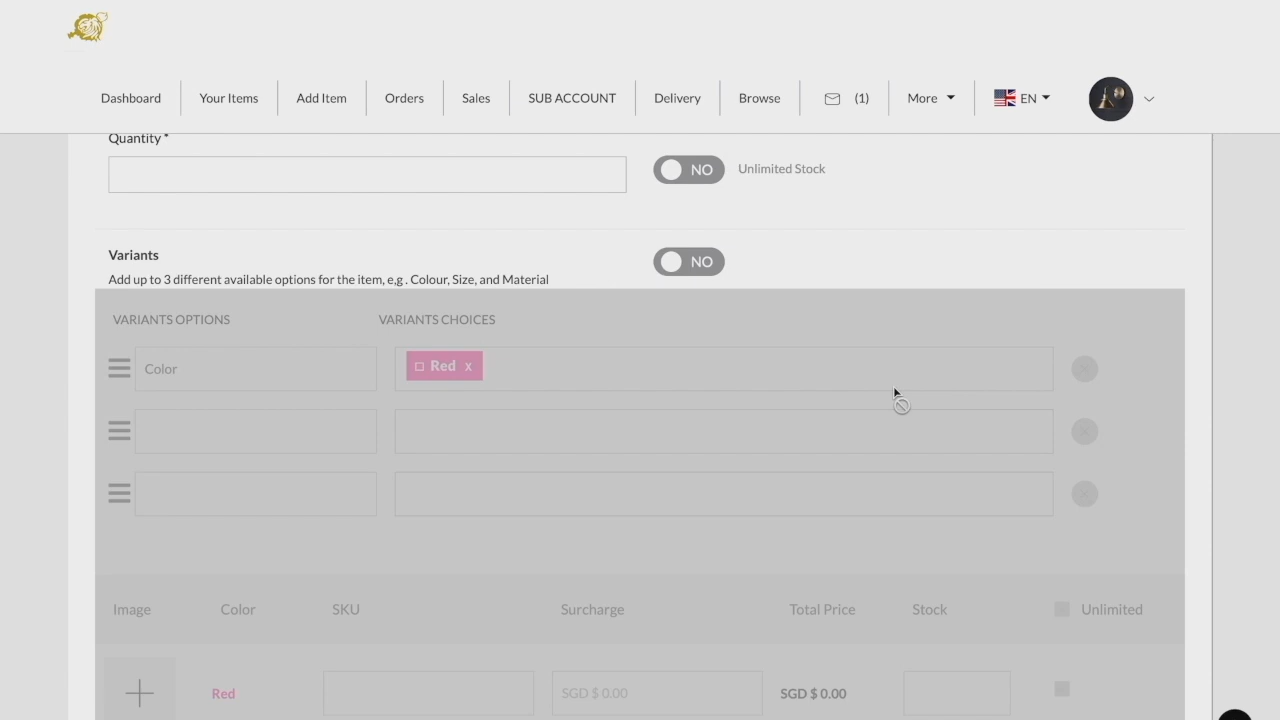 Dashboard Your Items Add Item Orders Sales SUB ACCOUNT Delivery Browse (1) More EN
Quantity *
NO Unlimited Stock
Variants NO
Add up to 3 different available options for the item, e,g . Colour, Size, and Material
VARIANTS OPTIONS VARIANTS CHOICES
Color Red x
Image Color SKU Surcharge Total Price Stock Unlimited
Red SGD $ 0.00 SGD $ 0.00